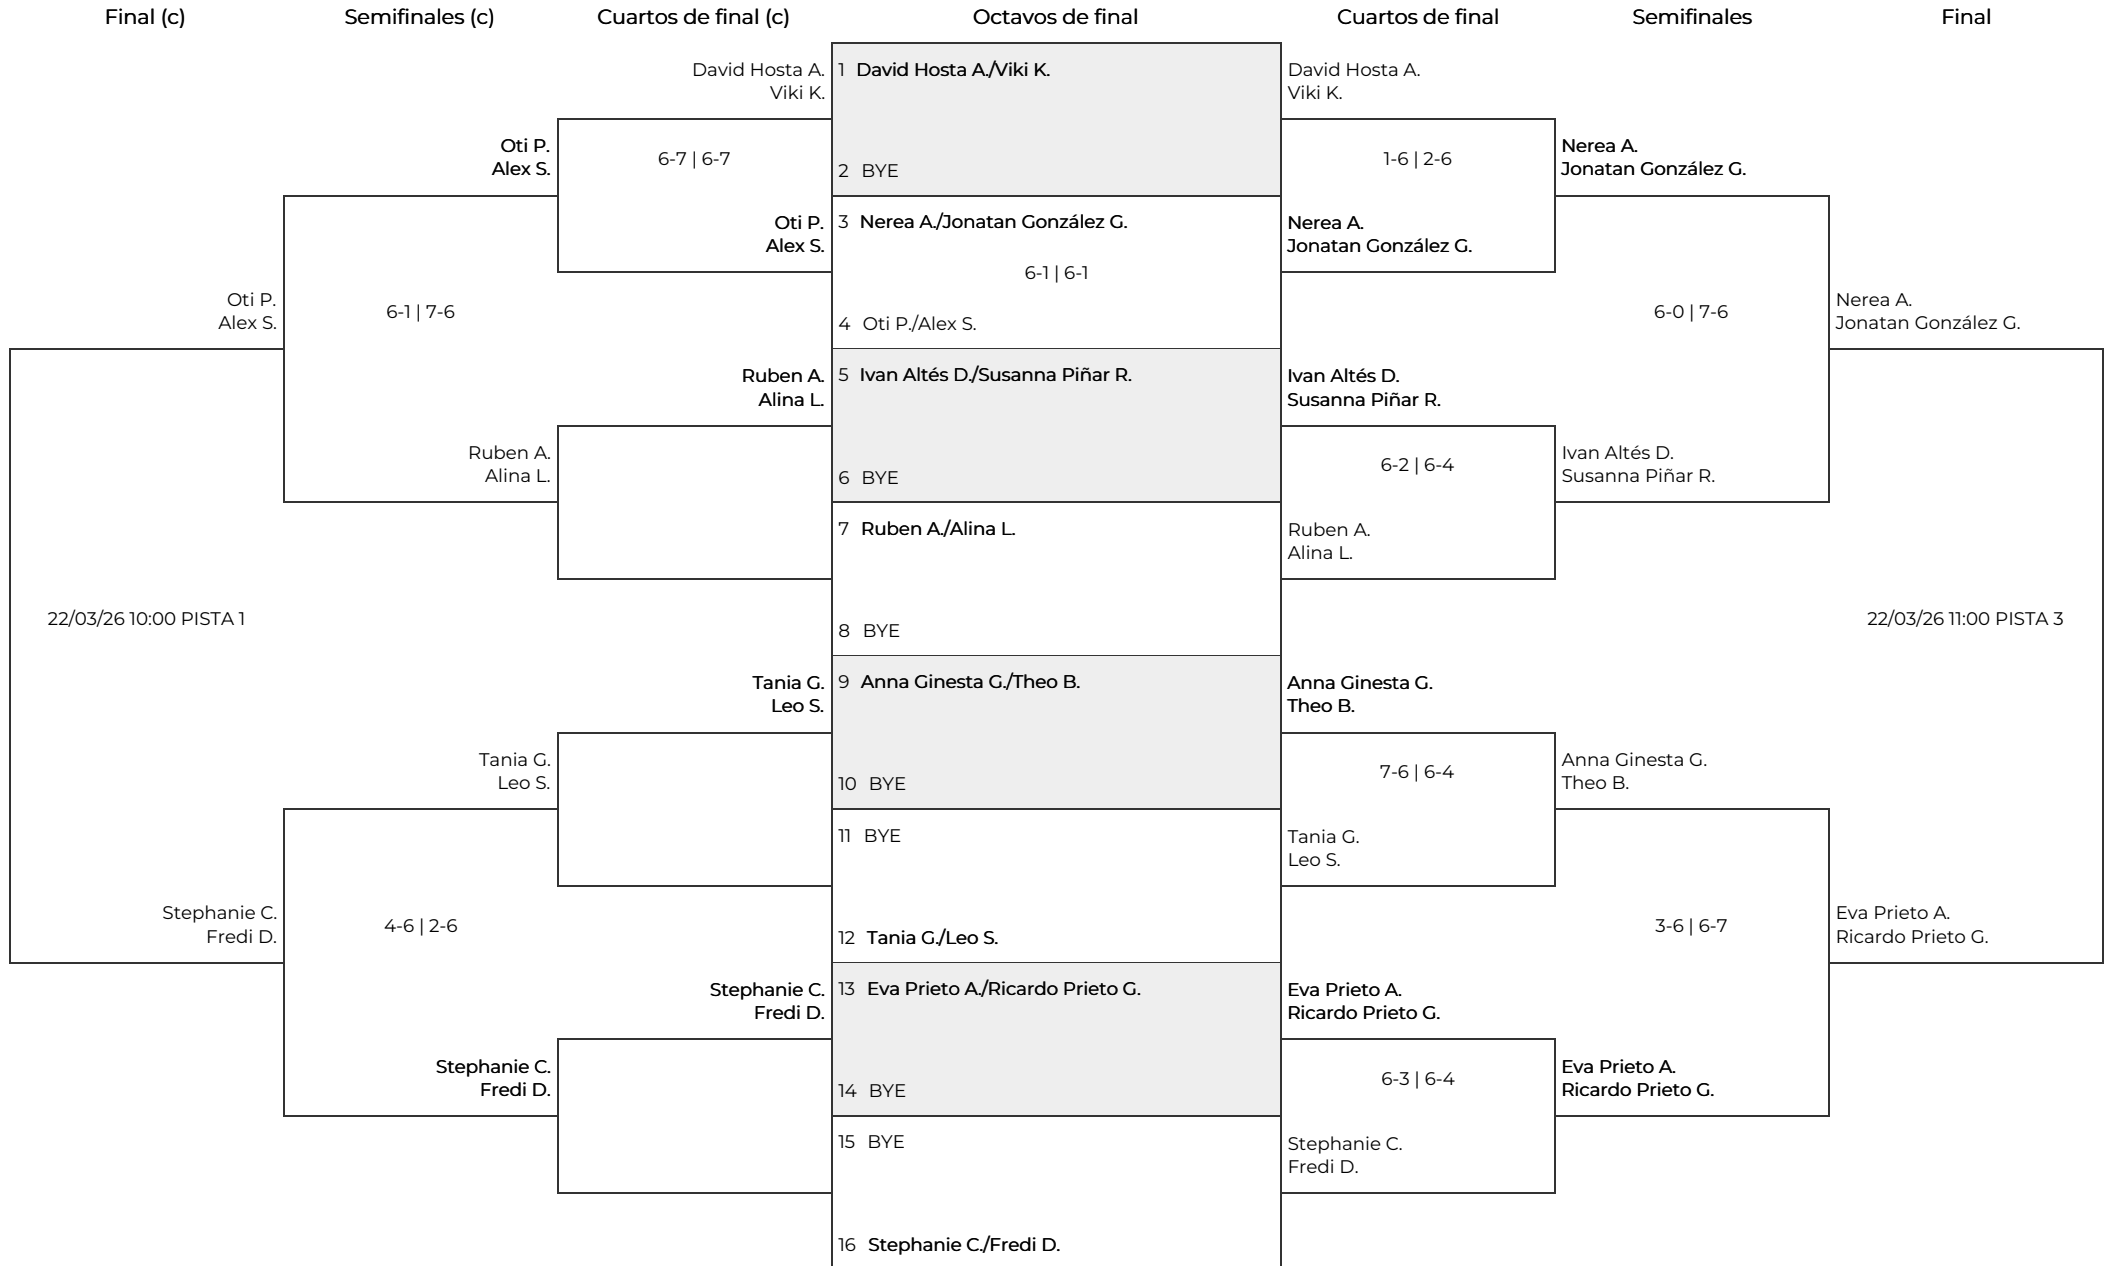 Final (c)
Semifinales (c)
Cuartos de final (c)
Octavos de final
Cuartos de final
Semifinales
Final
Oti P.
Alex S.
22/03/26 10:00 PISTA 1
Stephanie C.
Fredi D.
Oti P.
Alex S.
6-1 | 7-6
Ruben A.
Alina L.
Tania G.
Leo S.
4-6 | 2-6
Stephanie C.
Fredi D.
David Hosta A.
Viki K.
6-7 | 6-7
Oti P.
Alex S.
Ruben A.
Alina L.
Tania G.
Leo S.
Stephanie C.
Fredi D.
1 David Hosta A./Viki K.
2 BYE
3 Nerea A./Jonatan González G.
6-1 | 6-1
4 Oti P./Alex S.
5 Ivan Altés D./Susanna Piñar R.
6 BYE
7 Ruben A./Alina L.
8 BYE
9 Anna Ginesta G./Theo B.
10 BYE
11 BYE
12 Tania G./Leo S.
13 Eva Prieto A./Ricardo Prieto G.
14 BYE
15 BYE
16 Stephanie C./Fredi D.
David Hosta A.
Viki K.
1-6 | 2-6
Nerea A.
Jonatan González G.
Ivan Altés D.
Susanna Piñar R.
6-2 | 6-4
Ruben A.
Alina L.
Anna Ginesta G.
Theo B.
7-6 | 6-4
Tania G.
Leo S.
Eva Prieto A.
Ricardo Prieto G.
6-3 | 6-4
Stephanie C.
Fredi D.
Nerea A.
Jonatan González G.
6-0 | 7-6
Ivan Altés D.
Susanna Piñar R.
Anna Ginesta G.
Theo B.
3-6 | 6-7
Eva Prieto A.
Ricardo Prieto G.
Nerea A.
Jonatan González G.
22/03/26 11:00 PISTA 3
Eva Prieto A.
Ricardo Prieto G.